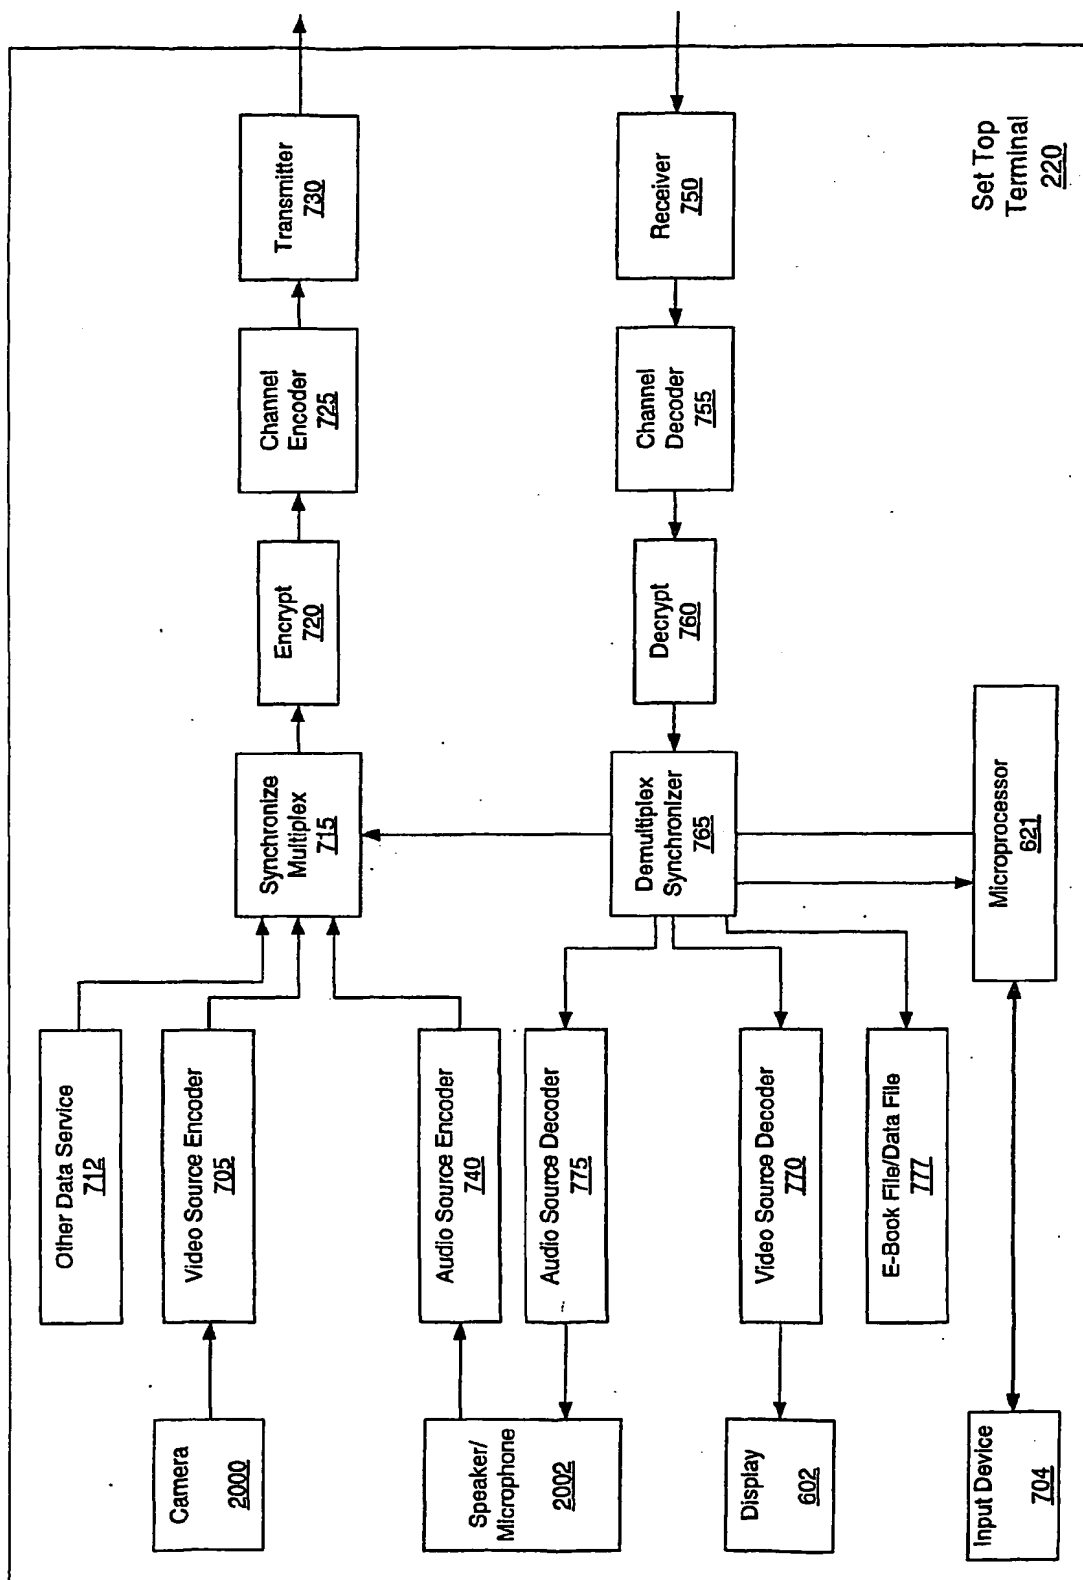 Other Data Service
712
Camera
2000
Video Source Encoder
705
Synchronize
Multiplex
715
Encrypt
720
Channel
Encoder
725
Transmitter
730
Speaker/
Microphone
2002
Audio Source Encoder
740
Audio Source Decoder
775
Display
602
Video Source Decoder
770
Demultiplex
Synchronizer
765
Decrypt
760
Channel
Decoder
755
Receiver
750
E-Book File/Data File
777
Input Device
704
Microprocessor
621
Set Top
Terminal
220